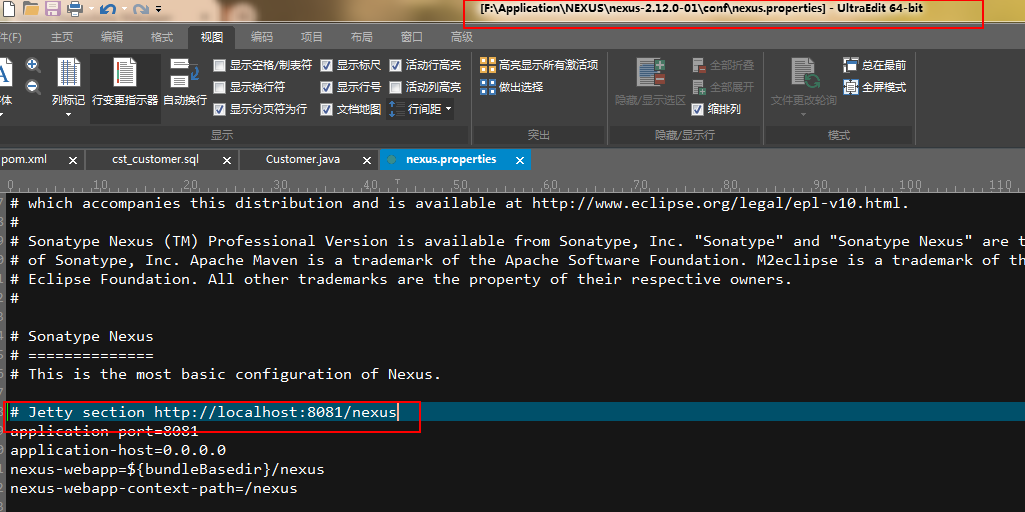 [F:\Application\NEXUS\nexus-2.12.0-01\conf\nexus.properties] - UltraEdit 64-bit
件(F) 主页 编辑 格式 视图 编码 项目 布局 窗口 高级
显示空格/制表符 显示标尺 活动行高亮 高亮显示所有激活项 全部折叠 总在最前
显示换行符 显示行号 活动列高亮 做出选择 全部展开 全屏模式
字体 列标记 行变更指示器 自动换行 显示分页符为行 文档地图 行间距 隐藏/显示选区 缩排列 文件更改轮询
显示 突出 隐藏/显示行 模式
pom.xml cst_customer.sql Customer.java nexus.properties
0 10 20 30 40 50 60 70 80 90 100 110
# which accompanies this distribution and is available at http://www.eclipse.org/legal/epl-v10.html.
#
# Sonatype Nexus (TM) Professional Version is available from Sonatype, Inc. "Sonatype" and "Sonatype Nexus" are t
# of Sonatype, Inc. Apache Maven is a trademark of the Apache Software Foundation. M2eclipse is a trademark of th
# Eclipse Foundation. All other trademarks are the property of their respective owners.
#
# Sonatype Nexus
# ==============
# This is the most basic configuration of Nexus.
# Jetty section http://localhost:8081/nexus
application-port=8081
application-host=0.0.0.0
nexus-webapp=${bundleBasedir}/nexus
nexus-webapp-context-path=/nexus